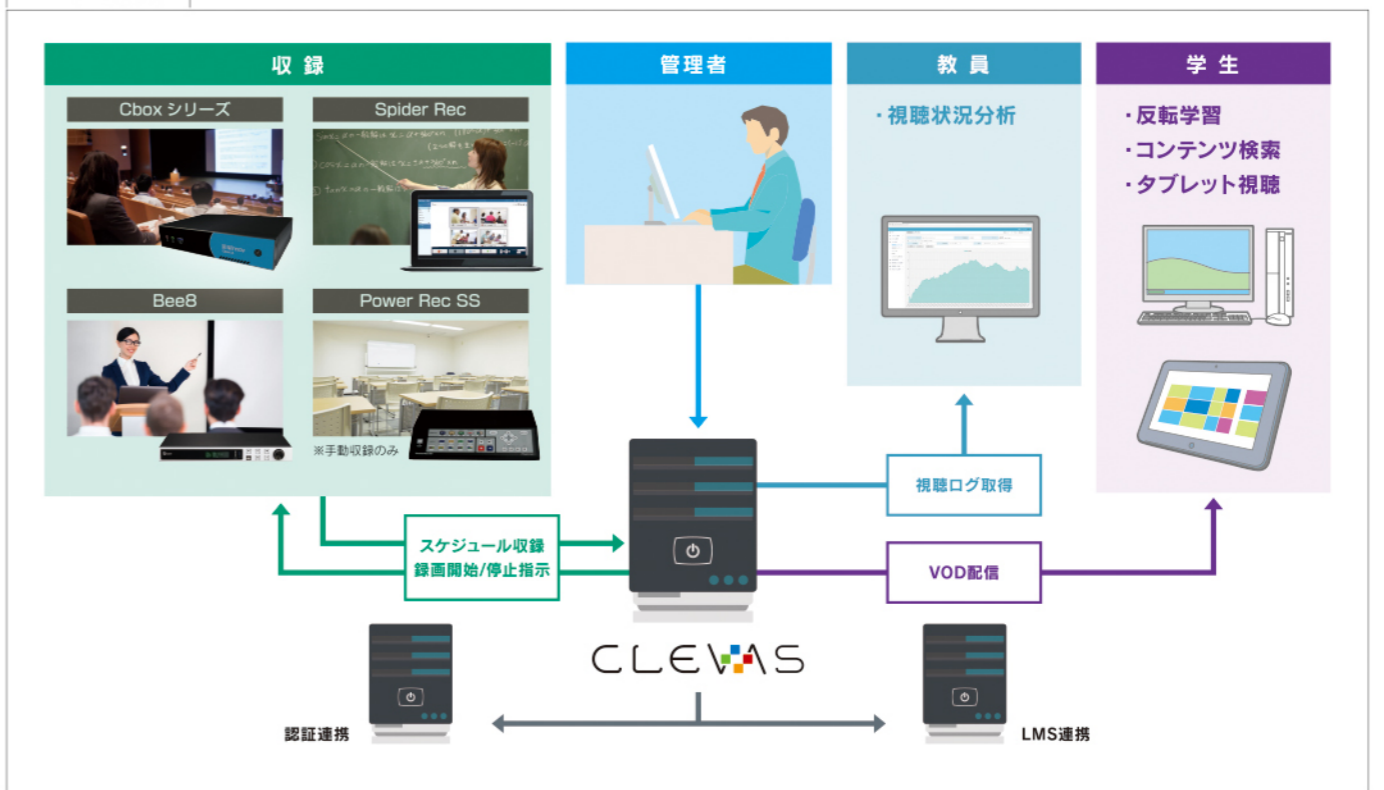 収録
Cbox シリーズ
Spider Rec
Bee8
Power Rec SS
※手動収録のみ
管理者
教員
・視聴状況分析
学生
・反転学習
・コンテンツ検索
・タブレット視聴
視聴ログ取得
スケジュール収録
録画開始/停止指示
VOD配信
CLEVAS
認証連携
LMS連携